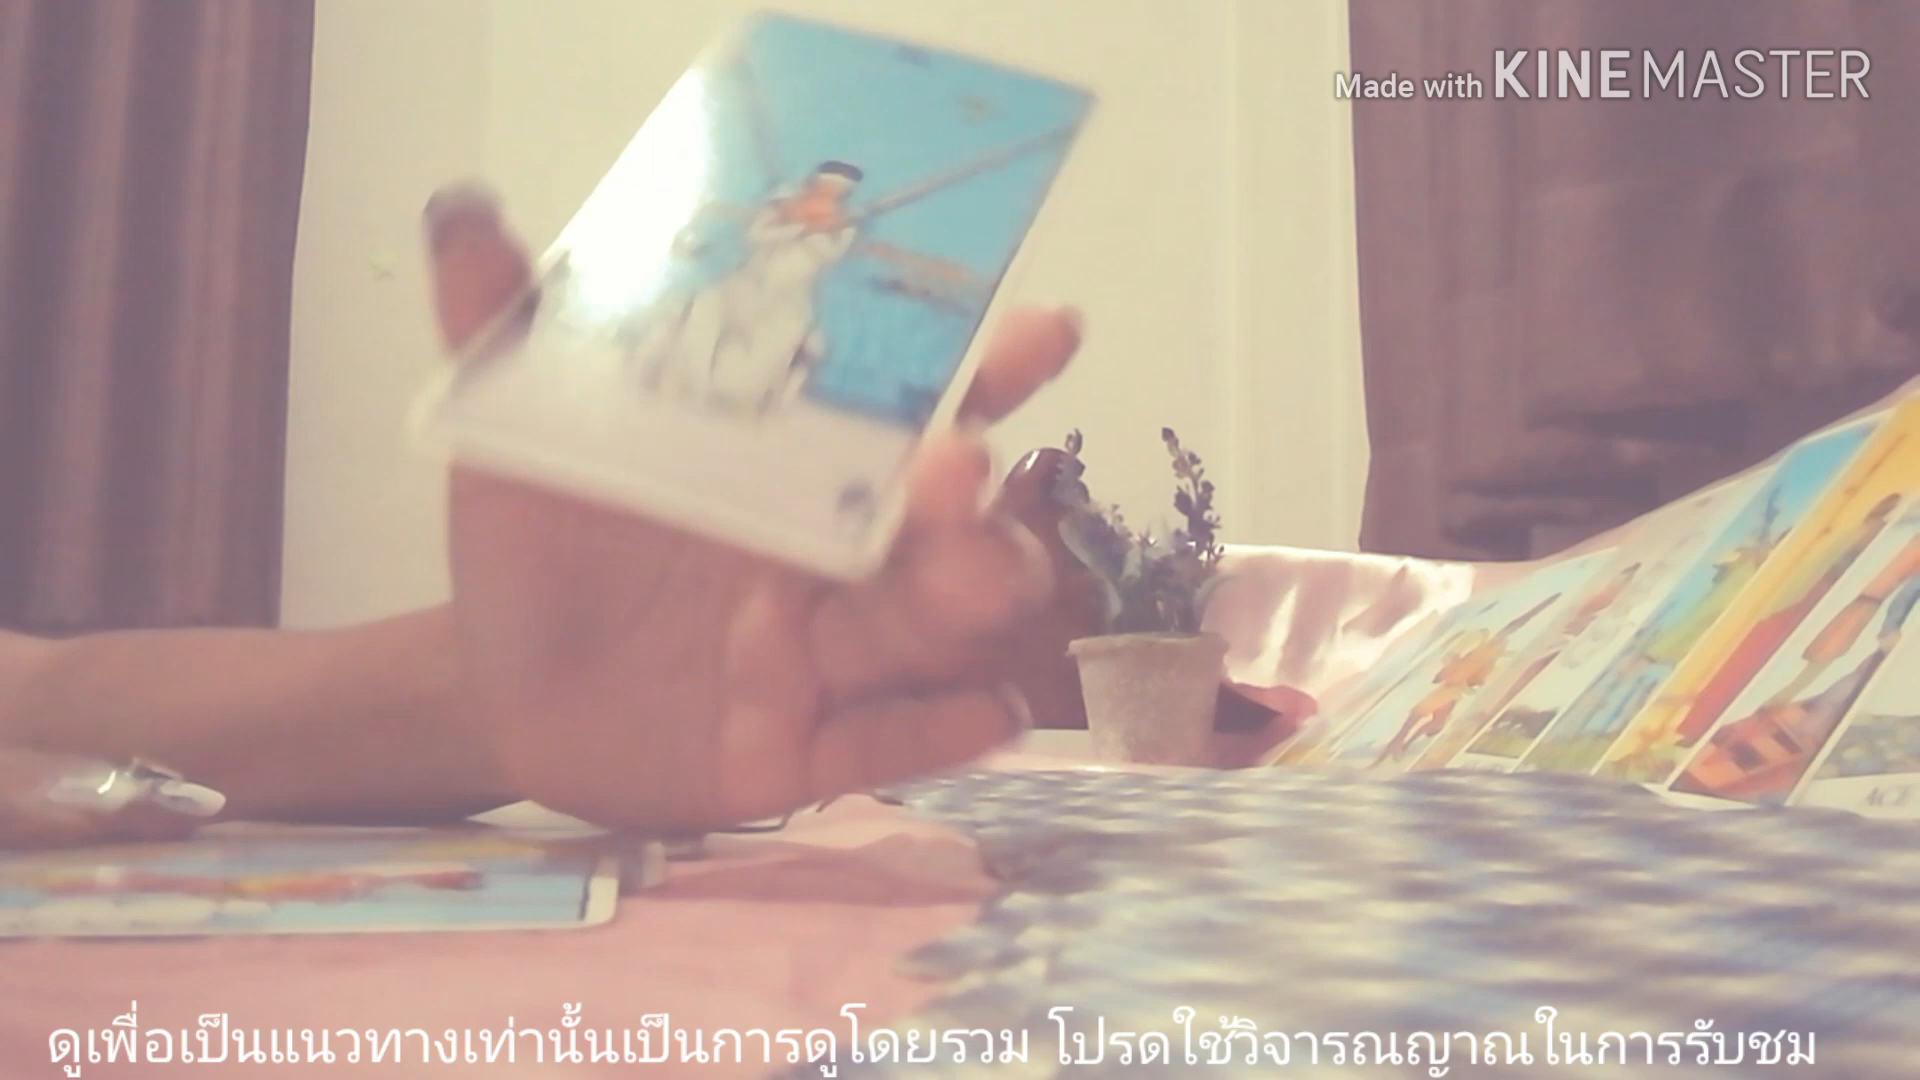 Made with KINEMASTER
ACE
ดูเพื่อเป็นแนวทางเท่านั้นเป็นการดูโดยรวม โปรดใช้วิจารณญาณในการรับชม